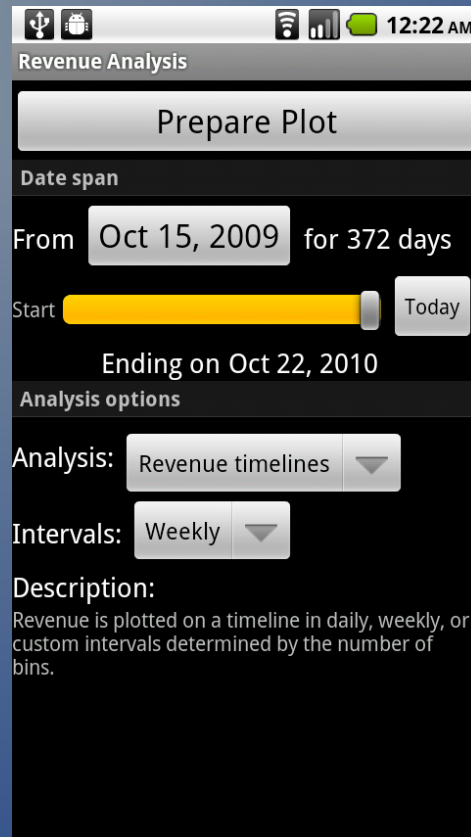 12:22 AM
Revenue Analysis
Prepare Plot
Date span
From Oct 15, 2009 for 372 days
Start Today
Ending on Oct 22, 2010
Analysis options
Analysis: Revenue timelines
Intervals: Weekly
Description:
Revenue is plotted on a timeline in daily, weekly, or
custom intervals determined by the number of
bins.